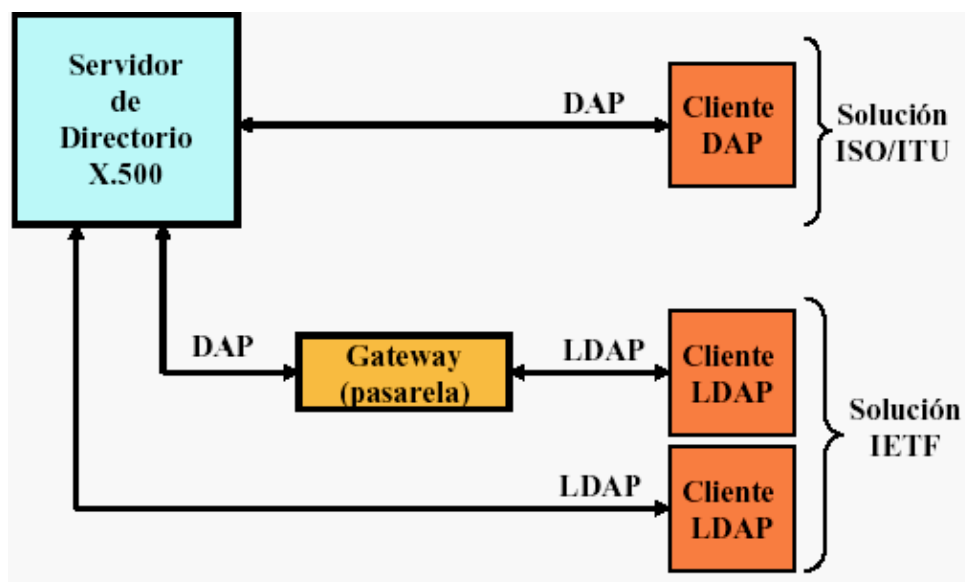 Servidor
de
Directorio
X.500
DAP
Cliente
DAP
Solución
ISO/ITU
DAP
Gateway
(pasarela)
LDAP
Cliente
LDAP
Solución
IETF
LDAP
Cliente
LDAP